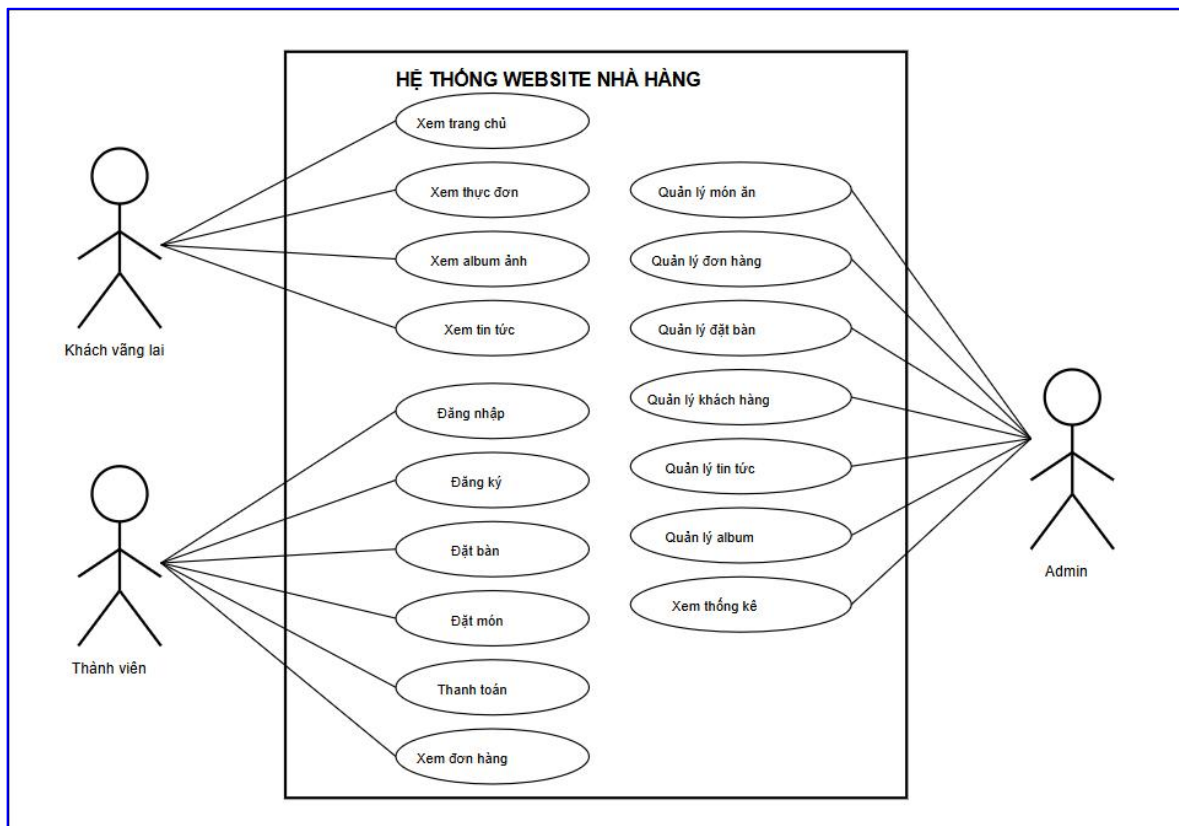 HỆ THỐNG WEBSITE NHÀ HÀNG
Xem trang chủ
Xem thực đơn
Xem album ảnh
Xem tin tức
Khách vãng lai
Đăng nhập
Đăng ký
Đặt bàn
Đặt món
Thanh toán
Xem đơn hàng
Thành viên
Quản lý món ăn
Quản lý đơn hàng
Quản lý đặt bàn
Quản lý khách hàng
Quản lý tin tức
Quản lý album
Xem thống kê
Admin